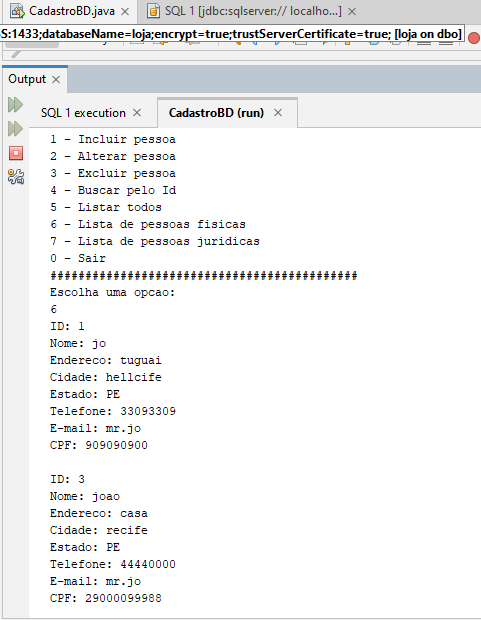 CadastroBD.java
SQL 1 [jdbc:sqlserver:// localho...]
S:1433;databaseName=loja;encrypt=true;trustServerCertificate=true; [loja on dbo]
Output
SQL 1 execution
CadastroBD (run)
1 - Incluir pessoa
2 - Alterar pessoa
3 - Excluir pessoa
4 - Buscar pelo Id
5 - Listar todos
6 - Lista de pessoas fisicas
7 - Lista de pessoas juridicas
0 - Sair
############################################
Escolha uma opcao:
6
ID: 1
Nome: jo
Endereco: tuguai
Cidade: hellcife
Estado: PE
Telefone: 33093309
E-mail: mr.jo
CPF: 909090900
ID: 3
Nome: joao
Endereco: casa
Cidade: recife
Estado: PE
Telefone: 44440000
E-mail: mr.jo
CPF: 29000099988